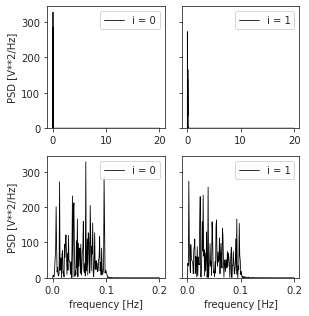 i = 0
i = 1
300
200
100
0
PSD [V**2/Hz]
0 10 20
0 10 20
i = 0
i = 1
300
200
100
0
PSD [V**2/Hz]
0.0 0.1 0.2
0.0 0.1 0.2
frequency [Hz]
frequency [Hz]